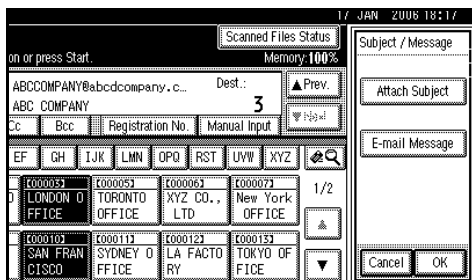 17 JAN 2006 18:17
Scanned Files Status
Subject / Message
on or press Start.
Memory:100%
ABCCOMPANY@abcdcompany.c...
Dest.:
▲Prev.
Attach Subject
ABC COMPANY
3
Cc
Bcc
Registration No.
Manual Input
E-mail Message
EF
GH
IJK
LMN
OPQ
RST
UVW
XYZ
[00003]
[00005]
[00006]
[00007]
1/2
LONDON O
TORONTO
XYZ CO.,
New York
FFICE
OFFICE
LTD
OFFICE
[00010]
[00011]
[00012]
[00013]
SAN FRAN
SYDNEY O
LA FACTO
TOKYO OF
CISCO
FFICE
RY
FICE
▼
Cancel
OK